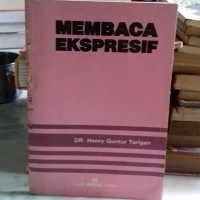 MEMBACA
EKSPRESIF
DR. Henry Guntur Tarigan